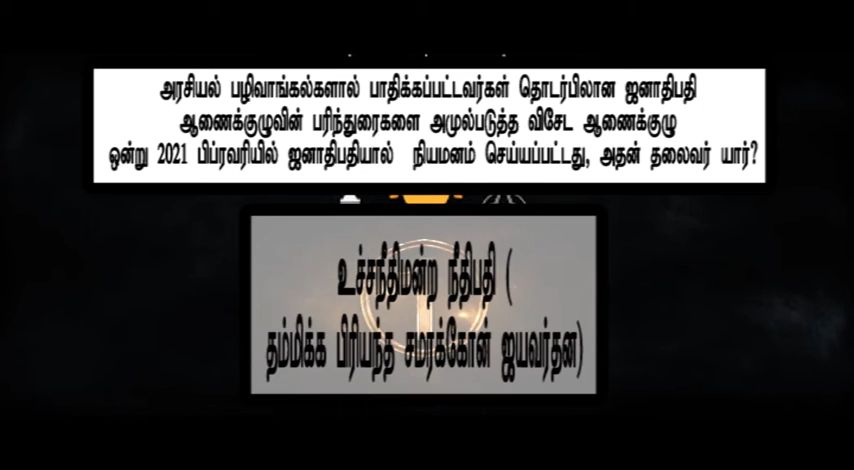 அரசியல் பழிவாங்கல்களால் பாதிக்கப்பட்டவர்கள் தொடர்பிலான ஜனாதிபதி
ஆணைக்குழுவின் பரிந்துரைகளை அமுல்படுத்த விசேட ஆணைக்குழு
ஒன்று 2021 பிப்ரவரியில் ஜனாதிபதியால் நியமனம் செய்யப்பட்டது, அதன் தலைவர் யார்?
உச்சநீதிமன்ற நீதிபதி (
தம்மிக்க பிரியந்த சமரக்கோன் ஜயவர்தன)